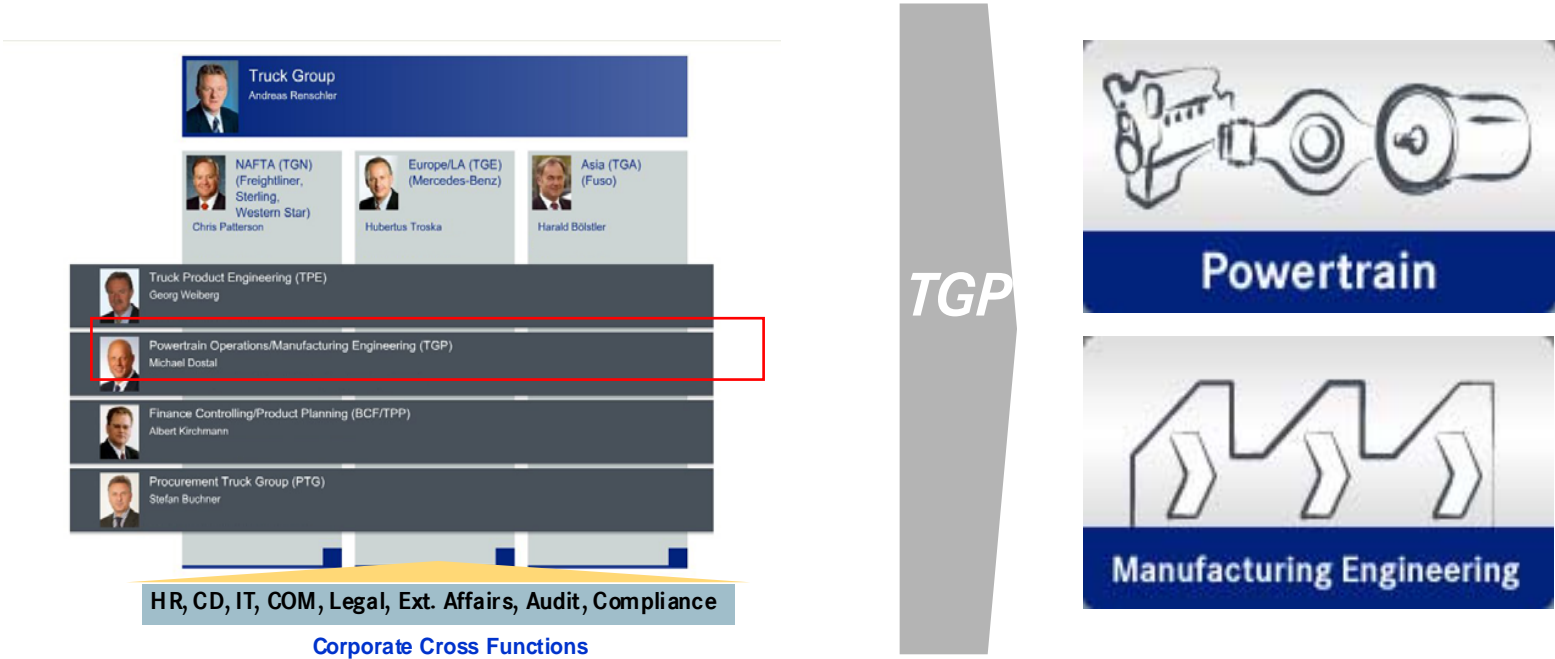 Truck Group
Andreas Renschler
NAFTA (TGN)
(Freightliner,
Sterling,
Western Star)
Chris Patterson
Europe/LA (TGE)
(Mercedes-Benz)
Hubertus Troska
Asia (TGA)
(Fuso)
Harald Bölstler
Truck Product Engineering (TPE)
Georg Weiberg
Powertrain Operations/Manufacturing Engineering (TGP)
Michael Dostal
Finance Controlling/Product Planning (BCF/TPP)
Albert Kirchmann
Procurement Truck Group (PTG)
Stefan Buchner
HR, CD, IT, COM, Legal, Ext. Affairs, Audit, Compliance
Corporate Cross Functions
TGP
Powertrain
Manufacturing Engineering